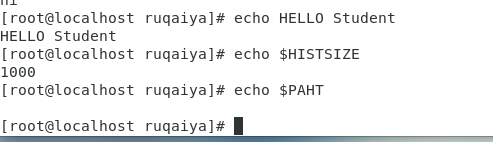 hi
[root@localhost ruqaiya]# echo HELLO Student
HELLO Student
[root@localhost ruqaiya]# echo $HISTSIZE
1000
[root@localhost ruqaiya]# echo $PAHT
[root@localhost ruqaiya]#